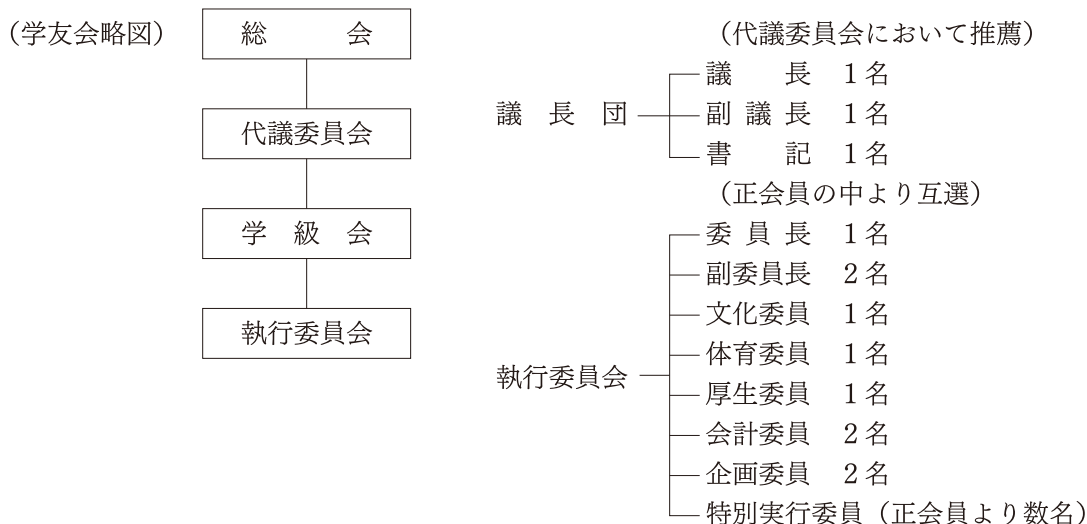 (学友会略図)
総　　会
代議委員会
学　級　会
執行委員会
(代議委員会において推薦)
議　長　団
議　　長　1名
副 議 長　1名
書　　記　1名
(正会員の中より互選)
執行委員会
委 員 長　1名
副委員長　2名
文化委員　1名
体育委員　1名
厚生委員　1名
会計委員　2名
企画委員　2名
特別実行委員(正会員より数名)